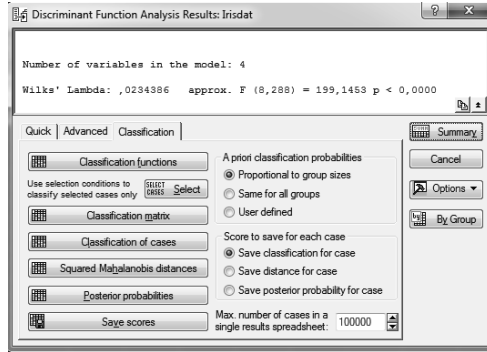 Discriminant Function Analysis Results: Irisdat
Number of variables in the model: 4
Wilks' Lambda: ,0234386 approx. F (8,288) = 199,1453 p < 0,0000
Quick Advanced Classification
Summary
Cancel
Options
By Group
Classification functions
Use selection conditions to
classify selected cases only
SELECT
CASES
Select
Classification matrix
Classification of cases
Squared Mahalanobis distances
Posterior probabilities
Save scores
A priori classification probabilities
Proportional to group sizes
Same for all groups
User defined
Score to save for each case
Save classification for case
Save distance for case
Save posterior probability for case
Max. number of cases in a
single results spreadsheet: 100000